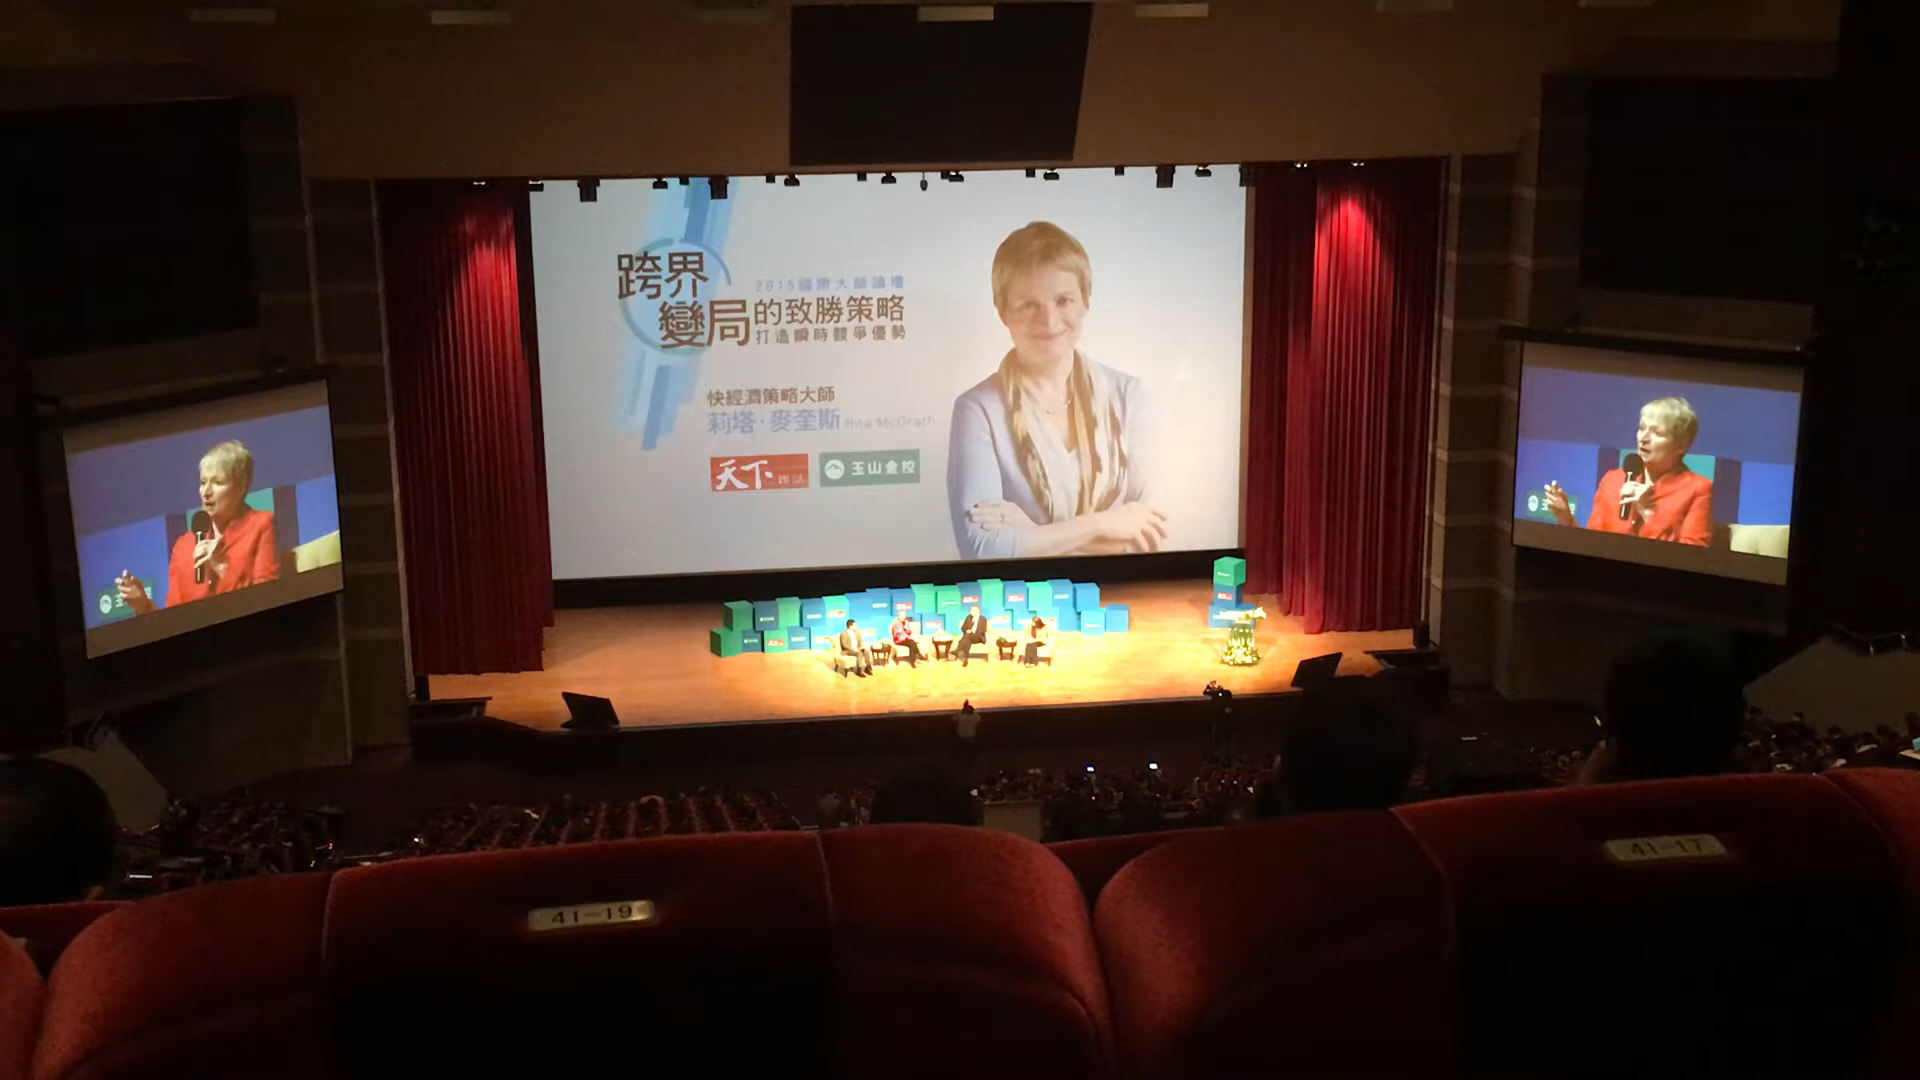 跨界
2015國際大師論壇
變局的致勝策略
打造瞬時競爭優勢
快經濟策略大師
莉塔·麥奎斯 Rita McGrath
天下 雜誌
玉山金控
41-19
41-17